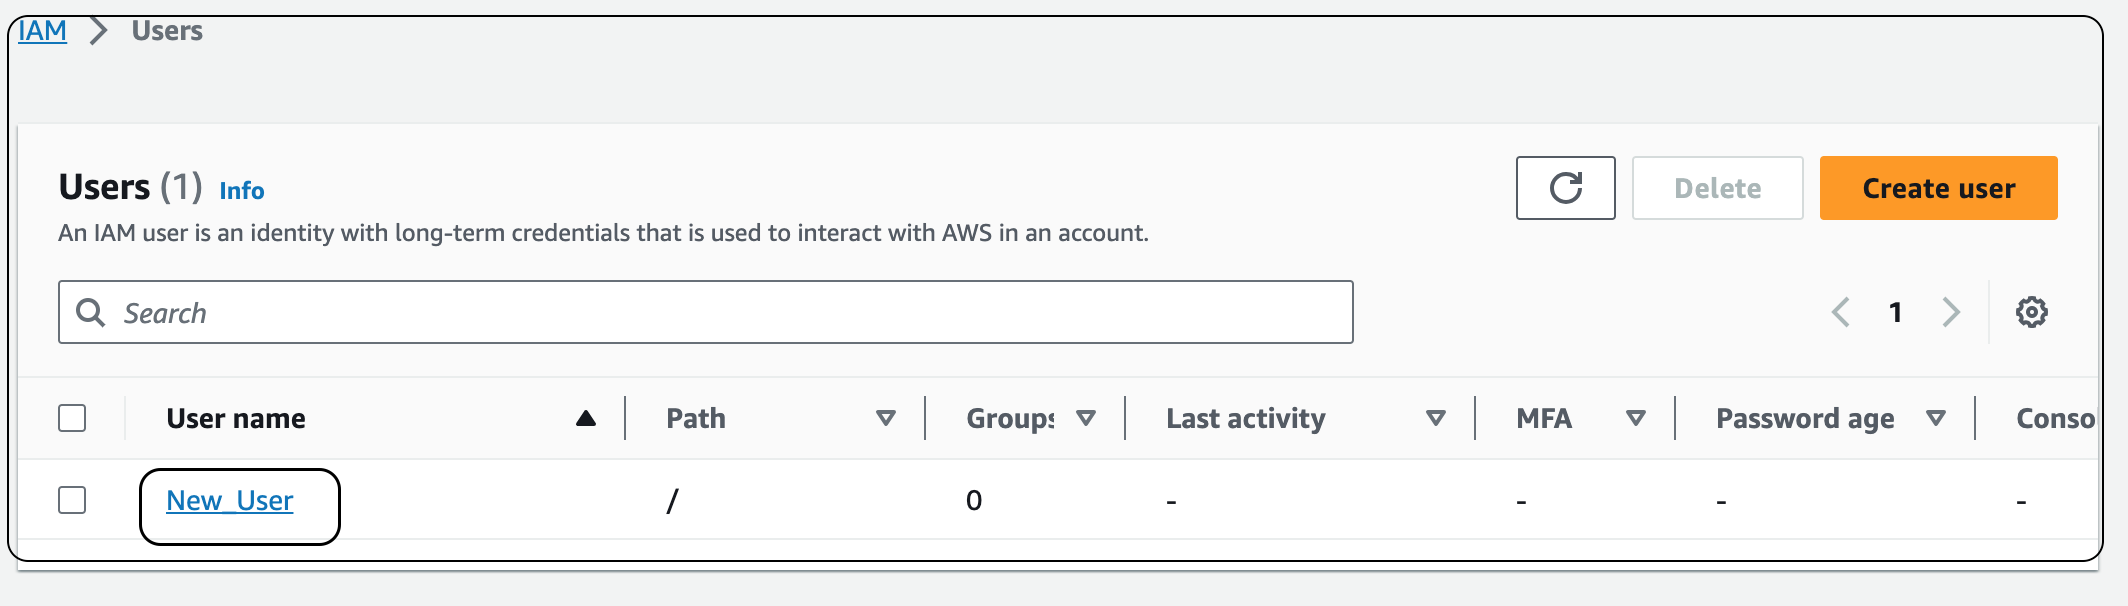 IAM > Users
Users (1) Info
Delete
Create user
An IAM user is an identity with long-term credentials that is used to interact with AWS in an account.
Search
1
User name Path Groups Last activity MFA Password age Conso
New_User / 0 - - - -